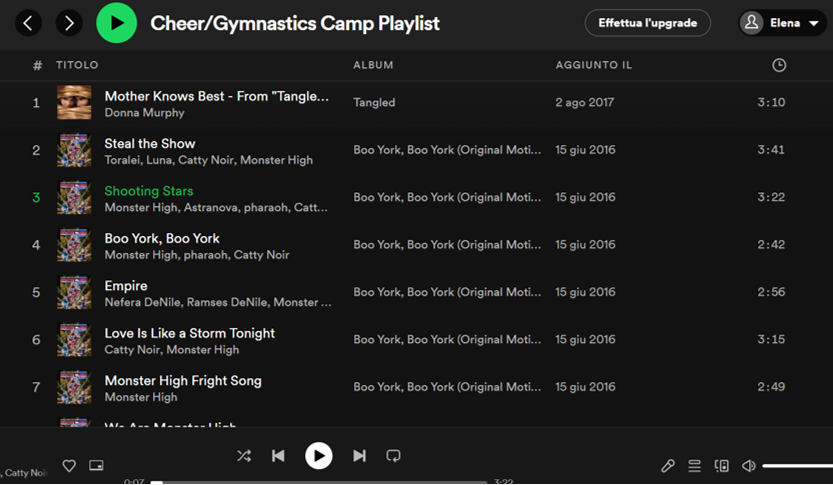 Cheer/Gymnastics Camp Playlist
Effettua l'upgrade
Elena
# TITOLO ALBUM AGGIUNTO IL
1 Mother Knows Best - From "Tangle... Tangled 2 ago 2017 3:10
Donna Murphy
2 Steal the Show Boo York, Boo York (Original Moti... 15 giu 2016 3:41
Toralei, Luna, Catty Noir, Monster High
3 Shooting Stars Boo York, Boo York (Original Moti... 15 giu 2016 3:22
Monster High, Astranova, pharaoh, Catt...
4 Boo York, Boo York Boo York, Boo York (Original Moti... 15 giu 2016 2:42
Monster High, pharaoh, Catty Noir
5 Empire Boo York, Boo York (Original Moti... 15 giu 2016 2:56
Nefera DeNile, Ramses DeNile, Monster ...
6 Love Is Like a Storm Tonight Boo York, Boo York (Original Moti... 15 giu 2016 3:15
Catty Noir, Monster High
7 Monster High Fright Song Boo York, Boo York (Original Moti... 15 giu 2016 2:49
Monster High
We Are Monster High
, Catty Noi
0:07 3:22